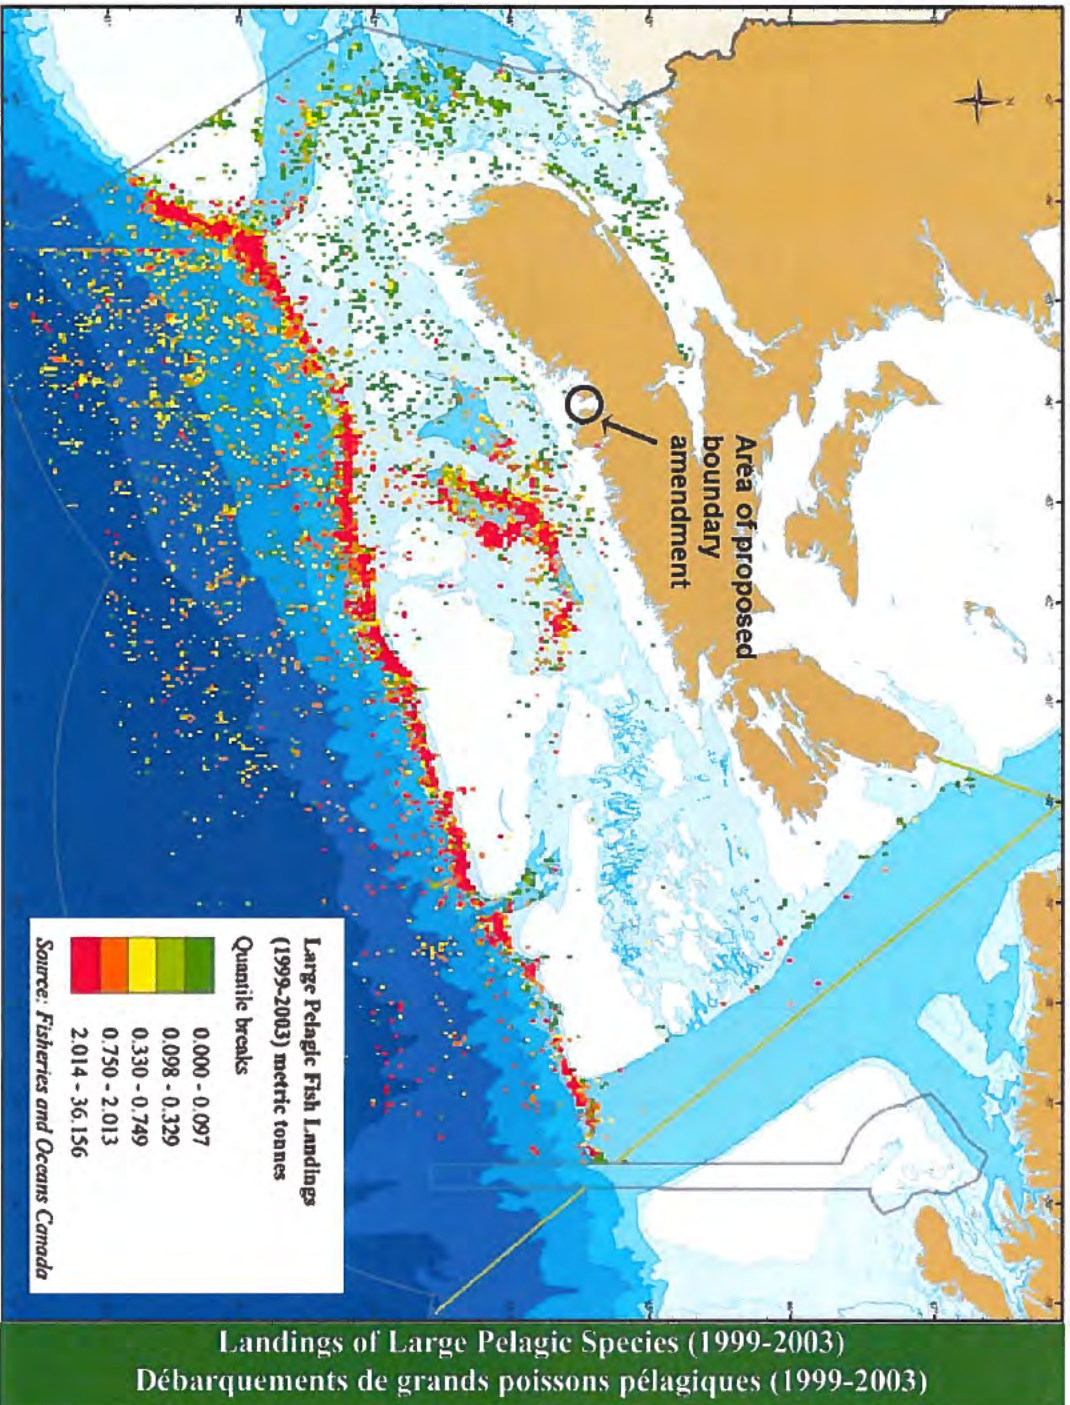 Area of proposed
boundary
amendment
Large Pelagic Fish Landings
(1999-2003) metric tonnes
Quantile breaks
0.000 - 0.097
0.098 - 0.329
0.330 - 0.749
0.750 - 2.013
2.014 - 36.156
Source: Fisheries and Oceans Canada
Landings of Large Pelagic Species (1999-2003)
Débarquements de grands poissons pélagiques (1999-2003)